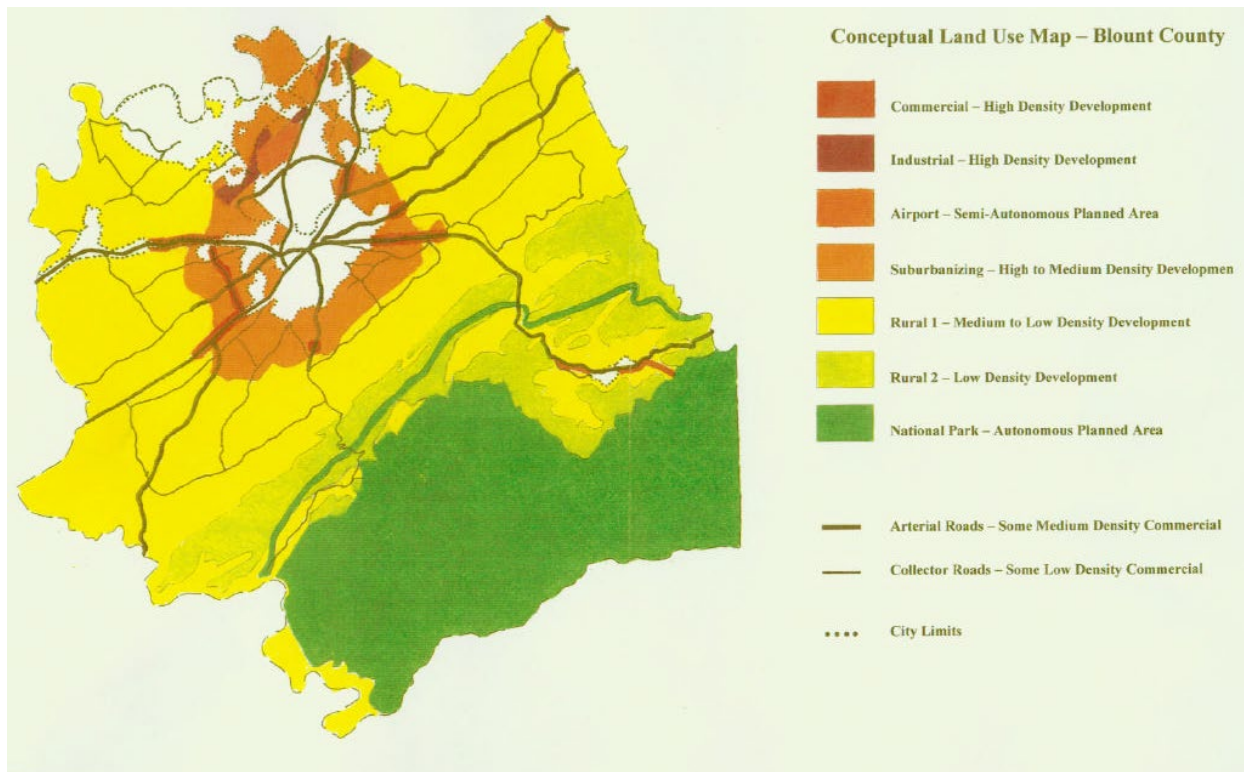 Conceptual Land Use Map – Blount County
Commercial – High Density Development
Industrial – High Density Development
Airport – Semi-Autonomous Planned Area
Suburbanizing – High to Medium Density Developmen
Rural 1 – Medium to Low Density Development
Rural 2 – Low Density Development
National Park – Autonomous Planned Area
Arterial Roads – Some Medium Density Commercial
Collector Roads – Some Low Density Commercial
City Limits